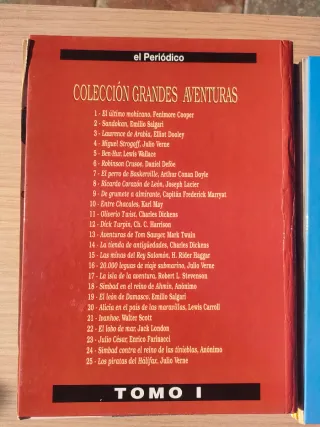 el Periódico
COLECCIÓN GRANDES AVENTURAS
1 - El último mohicano, Fenimore Cooper
2 - Sandokan, Emilio Salgari
3 - Lawrence de Arabia, Elliot Dooley
4 - Miguel Strogoff, Julio Verne
5 - Ben-Hur, Lewis Wallace
6 - Robinson Crusoe, Daniel Defoe
7 - El perro de Baskerville, Arthur Conan Doyle
8 - Ricardo Corazón de León, Joseph Lacier
9 - De grumete a almirante, Capitán Frederick Marryat
10 - Entre Chacales, Karl May
11 - Oliverio Twist, Charles Dickens
12 - Dick Turpin, Ch. C. Harrison
13 - Aventuras de Tom Sawyer, Mark Twain
14 - La tienda de antigüedades, Charles Dickens
15 - Las minas del Rey Salomón, H. Rider Haggar
16 - 20.000 leguas de viaje submarino, Julio Verne
17 - La isla de la aventura, Robert L. Stevenson
18 - Simbad en el reino de Ahmin, Anónimo
19 - El león de Damasco, Emilio Salgari
20 - Alicia en el país de las maravillas, Lewis Carroll
21 - Ivanhoe, Walter Scott
22 - El lobo de mar, Jack London
23 - Julio César, Enrico Farinacci
24 - Simbad contra el reino de las tinieblas, Anónimo
25 - Los piratas del Halifax, Julio Verne
TOMO I